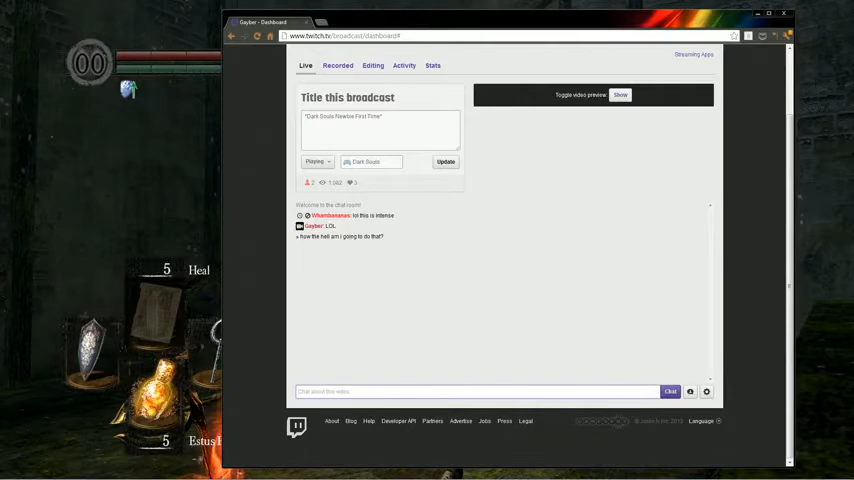 Gayber - Dashboard
www.twitch.tv/broadcast/dashboard#
Streaming Apps
Live Recorded Editing Activity Stats
Title this broadcast
Toggle video preview: Show
"Dark Souls Newbie First Time"
Playing Dark Souls Update
2 1,082 3
Welcome to the chat room!
Whambananas: lol this is intense
Gayber: LOL
» how the hell am i going to do that?
Chat about this video. Chat
About Blog Help Developer API Partners Advertise Jobs Press Legal
Language
00
5 Heal
5 Estus